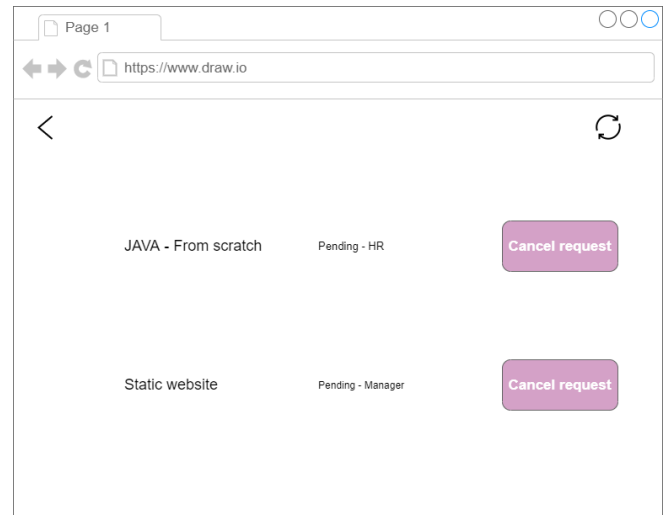 Page 1
https://www.draw.io
JAVA - From scratch Pending - HR Cancel request
Static website Pending - Manager Cancel request